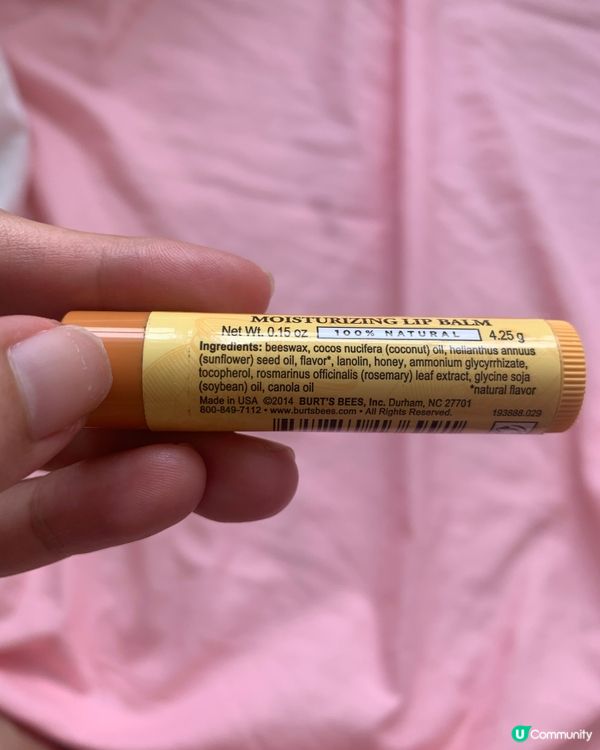 MOISTURIZING LIP BALM
Net Wt. 0.15 oz 100% NATURAL 4.25 g
Ingredients: beeswax, cocos nucifera (coconut) oil, helianthus annuus
(sunflower) seed oil, flavor*, lanolin, honey, ammonium glycyrrhizate,
tocopherol, rosmarinus officinalis (rosemary) leaf extract, glycine soja
(soybean) oil, canola oil *natural flavor
Made in USA ©2014 BURT'S BEES, Inc. Durham, NC 27701
800-849-7112 • www.burtsbees.com • All Rights Reserved. 193888.029
U Community